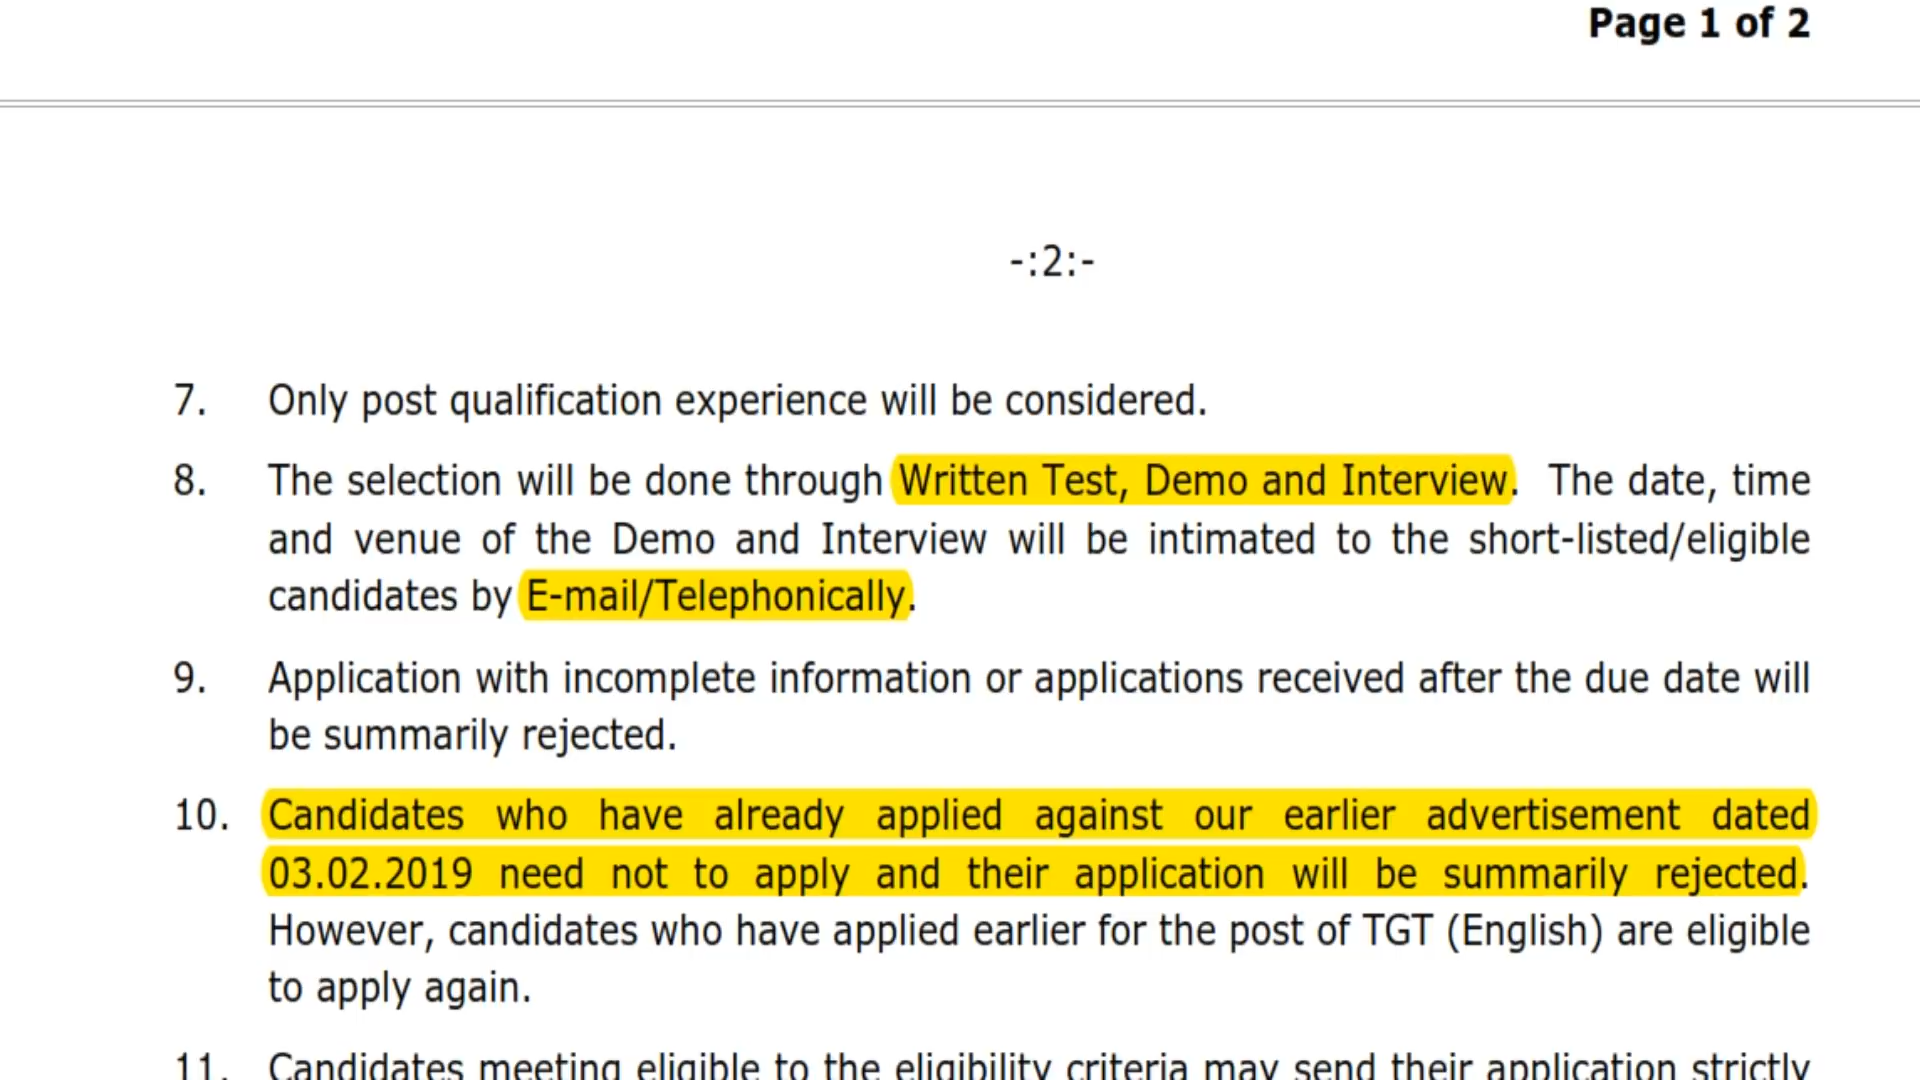 Page 1 of 2
-:2:-
7. Only post qualification experience will be considered.
8. The selection will be done through Written Test, Demo and Interview. The date, time
and venue of the Demo and Interview will be intimated to the short-listed/eligible
candidates by E-mail/Telephonically.
9. Application with incomplete information or applications received after the due date will
be summarily rejected.
10. Candidates who have already applied against our earlier advertisement dated
03.02.2019 need not to apply and their application will be summarily rejected.
However, candidates who have applied earlier for the post of TGT (English) are eligible
to apply again.
11. Candidates meeting eligible to the eligibility criteria may send their application strictly